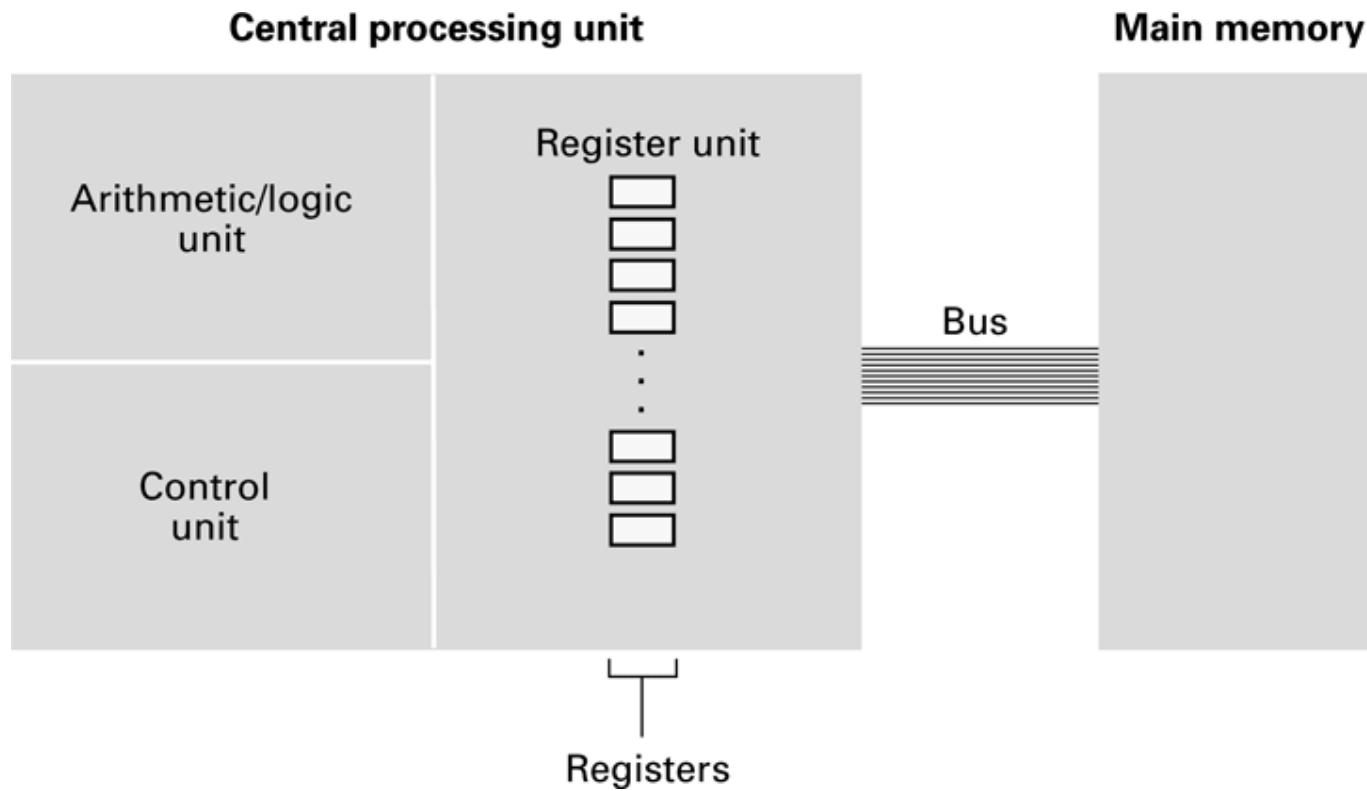 Central processing unit
Main memory
Register unit
Arithmetic/logic
unit
Bus
Control
unit
Registers